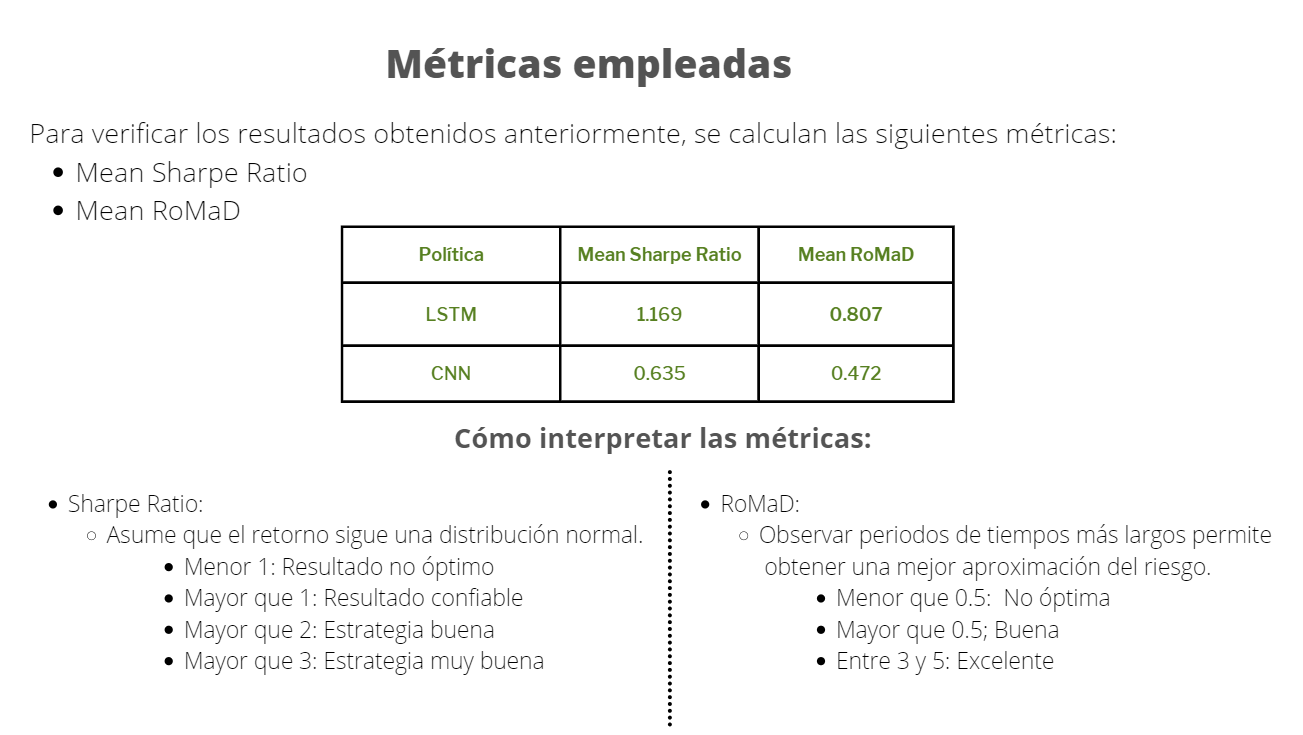 Métricas empleadas
Para verificar los resultados obtenidos anteriormente, se calculan las siguientes métricas:
• Mean Sharpe Ratio
• Mean RoMaD
Política Mean Sharpe Ratio Mean RoMaD
LSTM 1.169 0.807
CNN 0.635 0.472
Cómo interpretar las métricas:
• Sharpe Ratio:
◦ Asume que el retorno sigue una distribución normal.
• Menor 1: Resultado no óptimo
• Mayor que 1: Resultado confiable
• Mayor que 2: Estrategia buena
• Mayor que 3: Estrategia muy buena
• RoMaD:
◦ Observar periodos de tiempos más largos permite
obtener una mejor aproximación del riesgo.
• Menor que 0.5: No óptima
• Mayor que 0.5; Buena
• Entre 3 y 5: Excelente